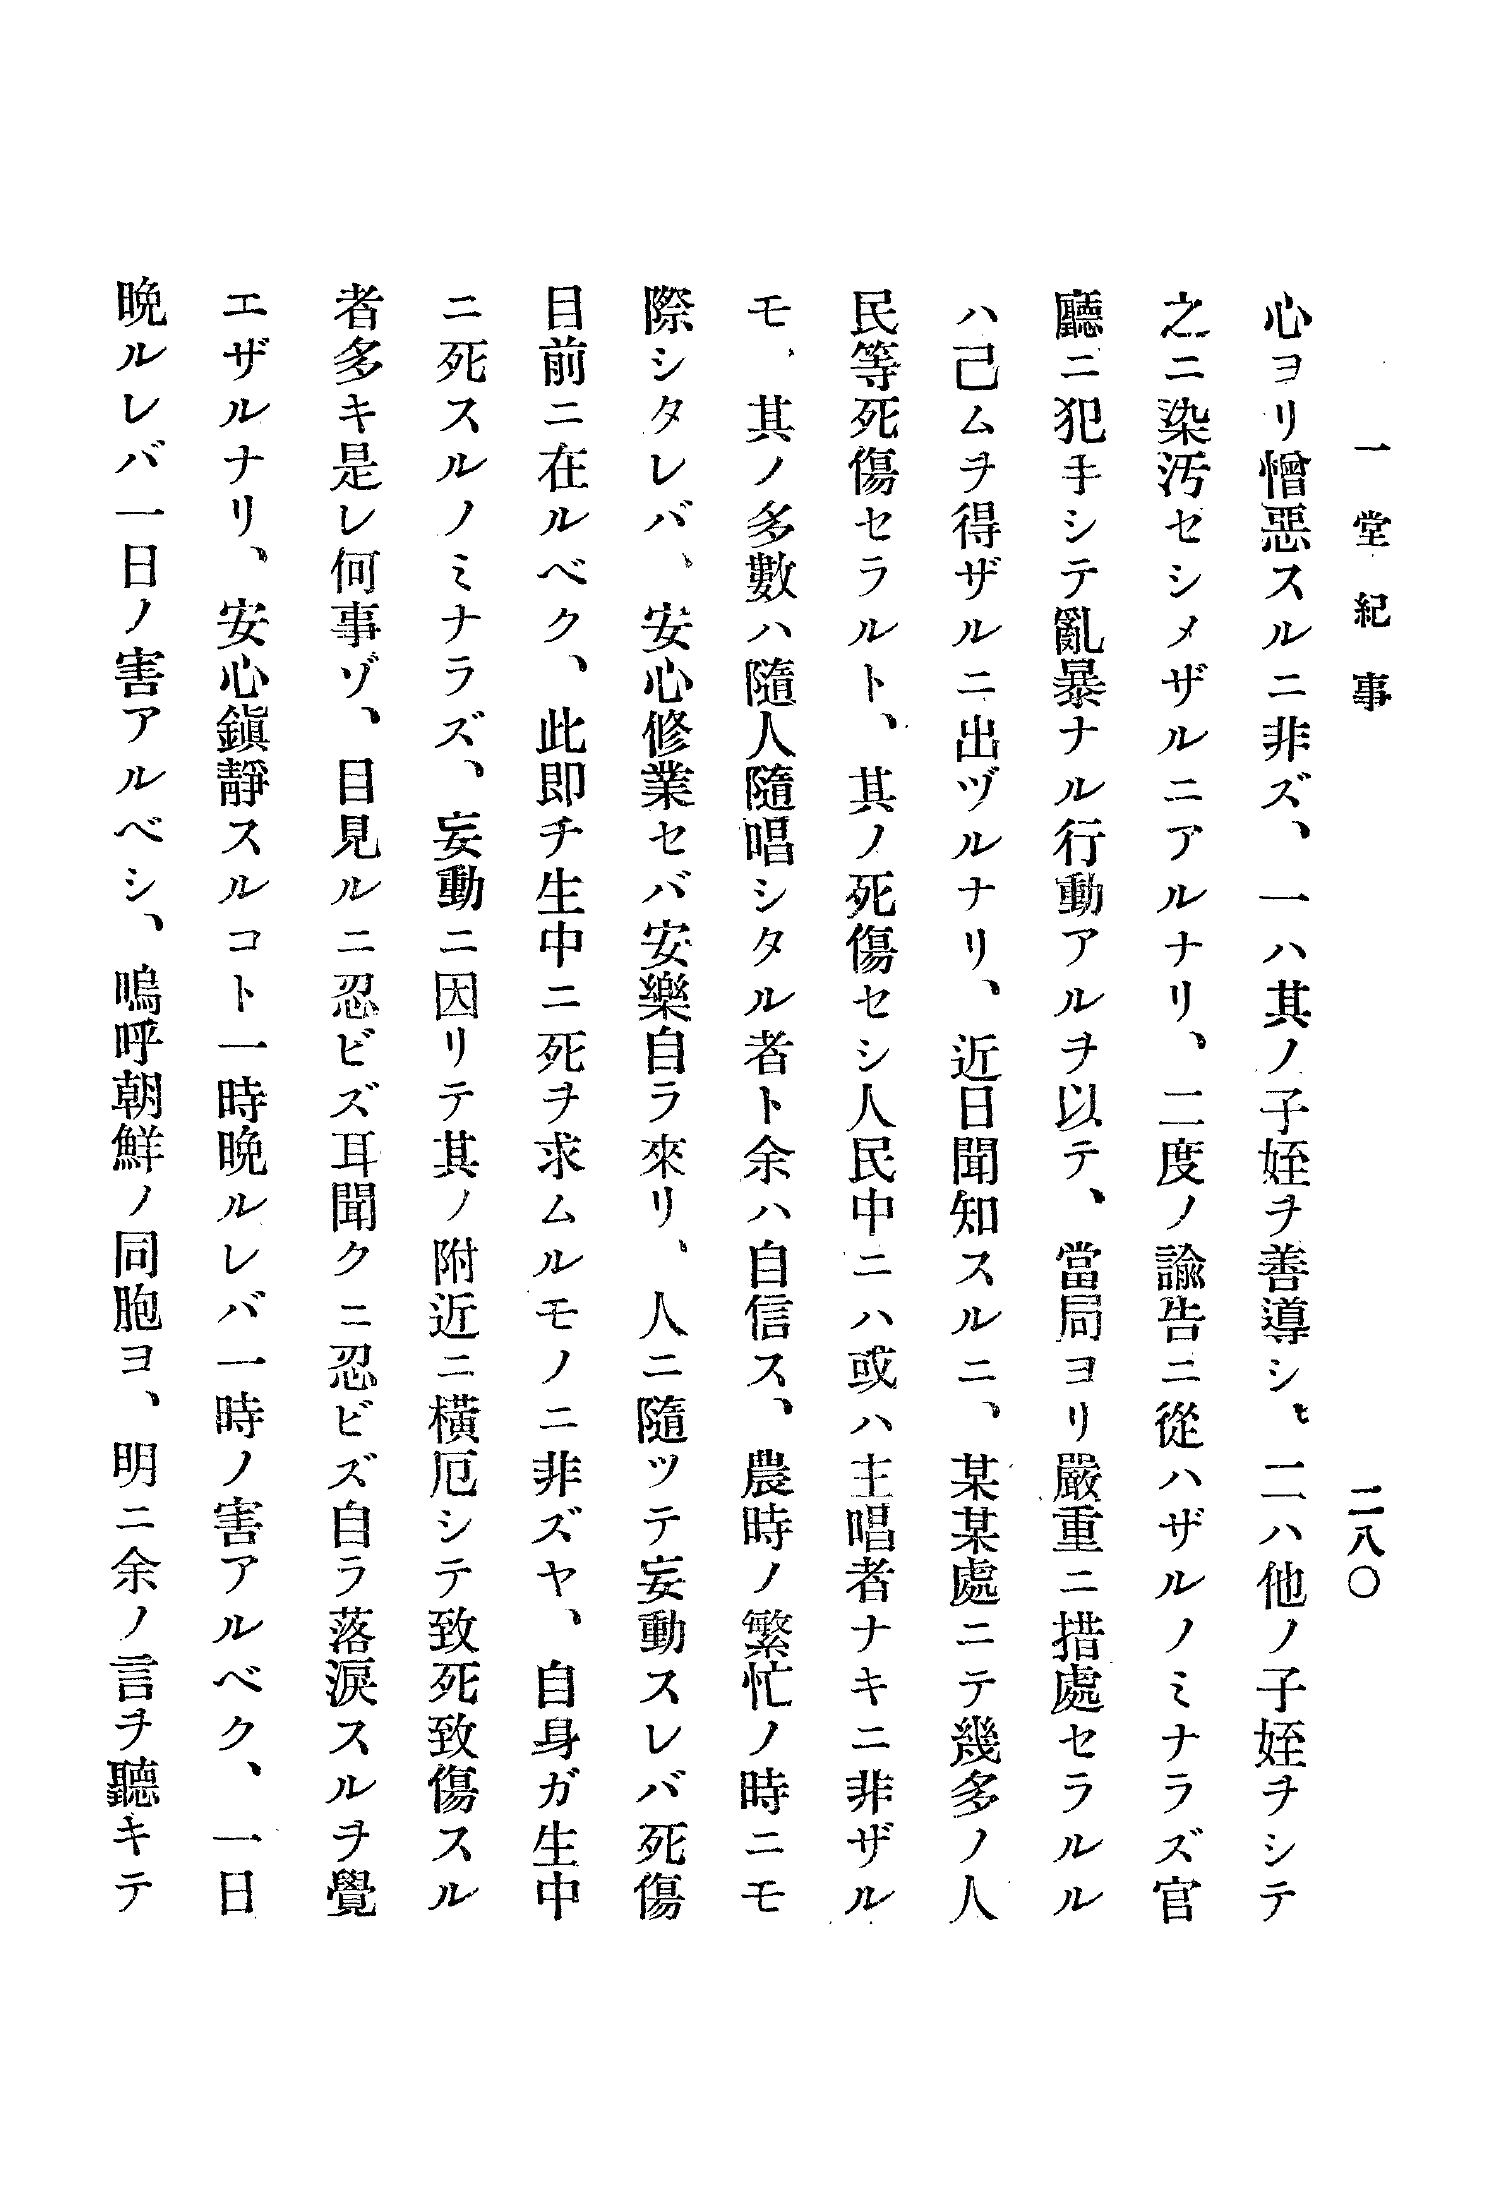 一堂紀事
二八〇
心ヨリ憎惡スルニ非ズ、一ハ其ノ子姪ヲ善導シ、二ハ他ノ子姪ヲシテ
之ニ染汚セシメザルニアルナリ、二度ノ諭告ニ從ハザルノミナラズ官
廳ニ犯手シテ亂暴ナル行動アルヲ以テ、當局ヨリ嚴重ニ措處セラルル
ハ己ムヲ得ザルニ出ヅルナリ、近日聞知スルニ、某某處ニテ幾多ノ人
民等死傷セラルト、其ノ死傷セシ人民中ニハ或ハ主唱者ナキニ非ザル
モ、其ノ多數ハ隨人隨唱シタル者ト余ハ自信ス、農時ノ繁忙ノ時ニモ
際シタレバ、安心修業セバ安樂自ラ來リ、人ニ隨ツテ妄動スレバ死傷
目前ニ在ルベク、此即チ生中ニ死ヲ求ムルモノニ非ズヤ、自身ガ生中
ニ死スルノミナラズ、妄動ニ因リテ其ノ附近ニ橫厄シテ致死致傷スル
者多キ是レ何事ゾ、目見ルニ忍ビズ耳聞クニ忍ビズ自ラ落淚スルヲ覺
エザルナリ、安心鎭靜スルコト一時晩ルレバ一時ノ害アルベク、一日
晩ルレバ一日ノ害アルベシ、嗚呼朝鮮ノ同胞ヨ、明ニ余ノ言ヲ聽キテ